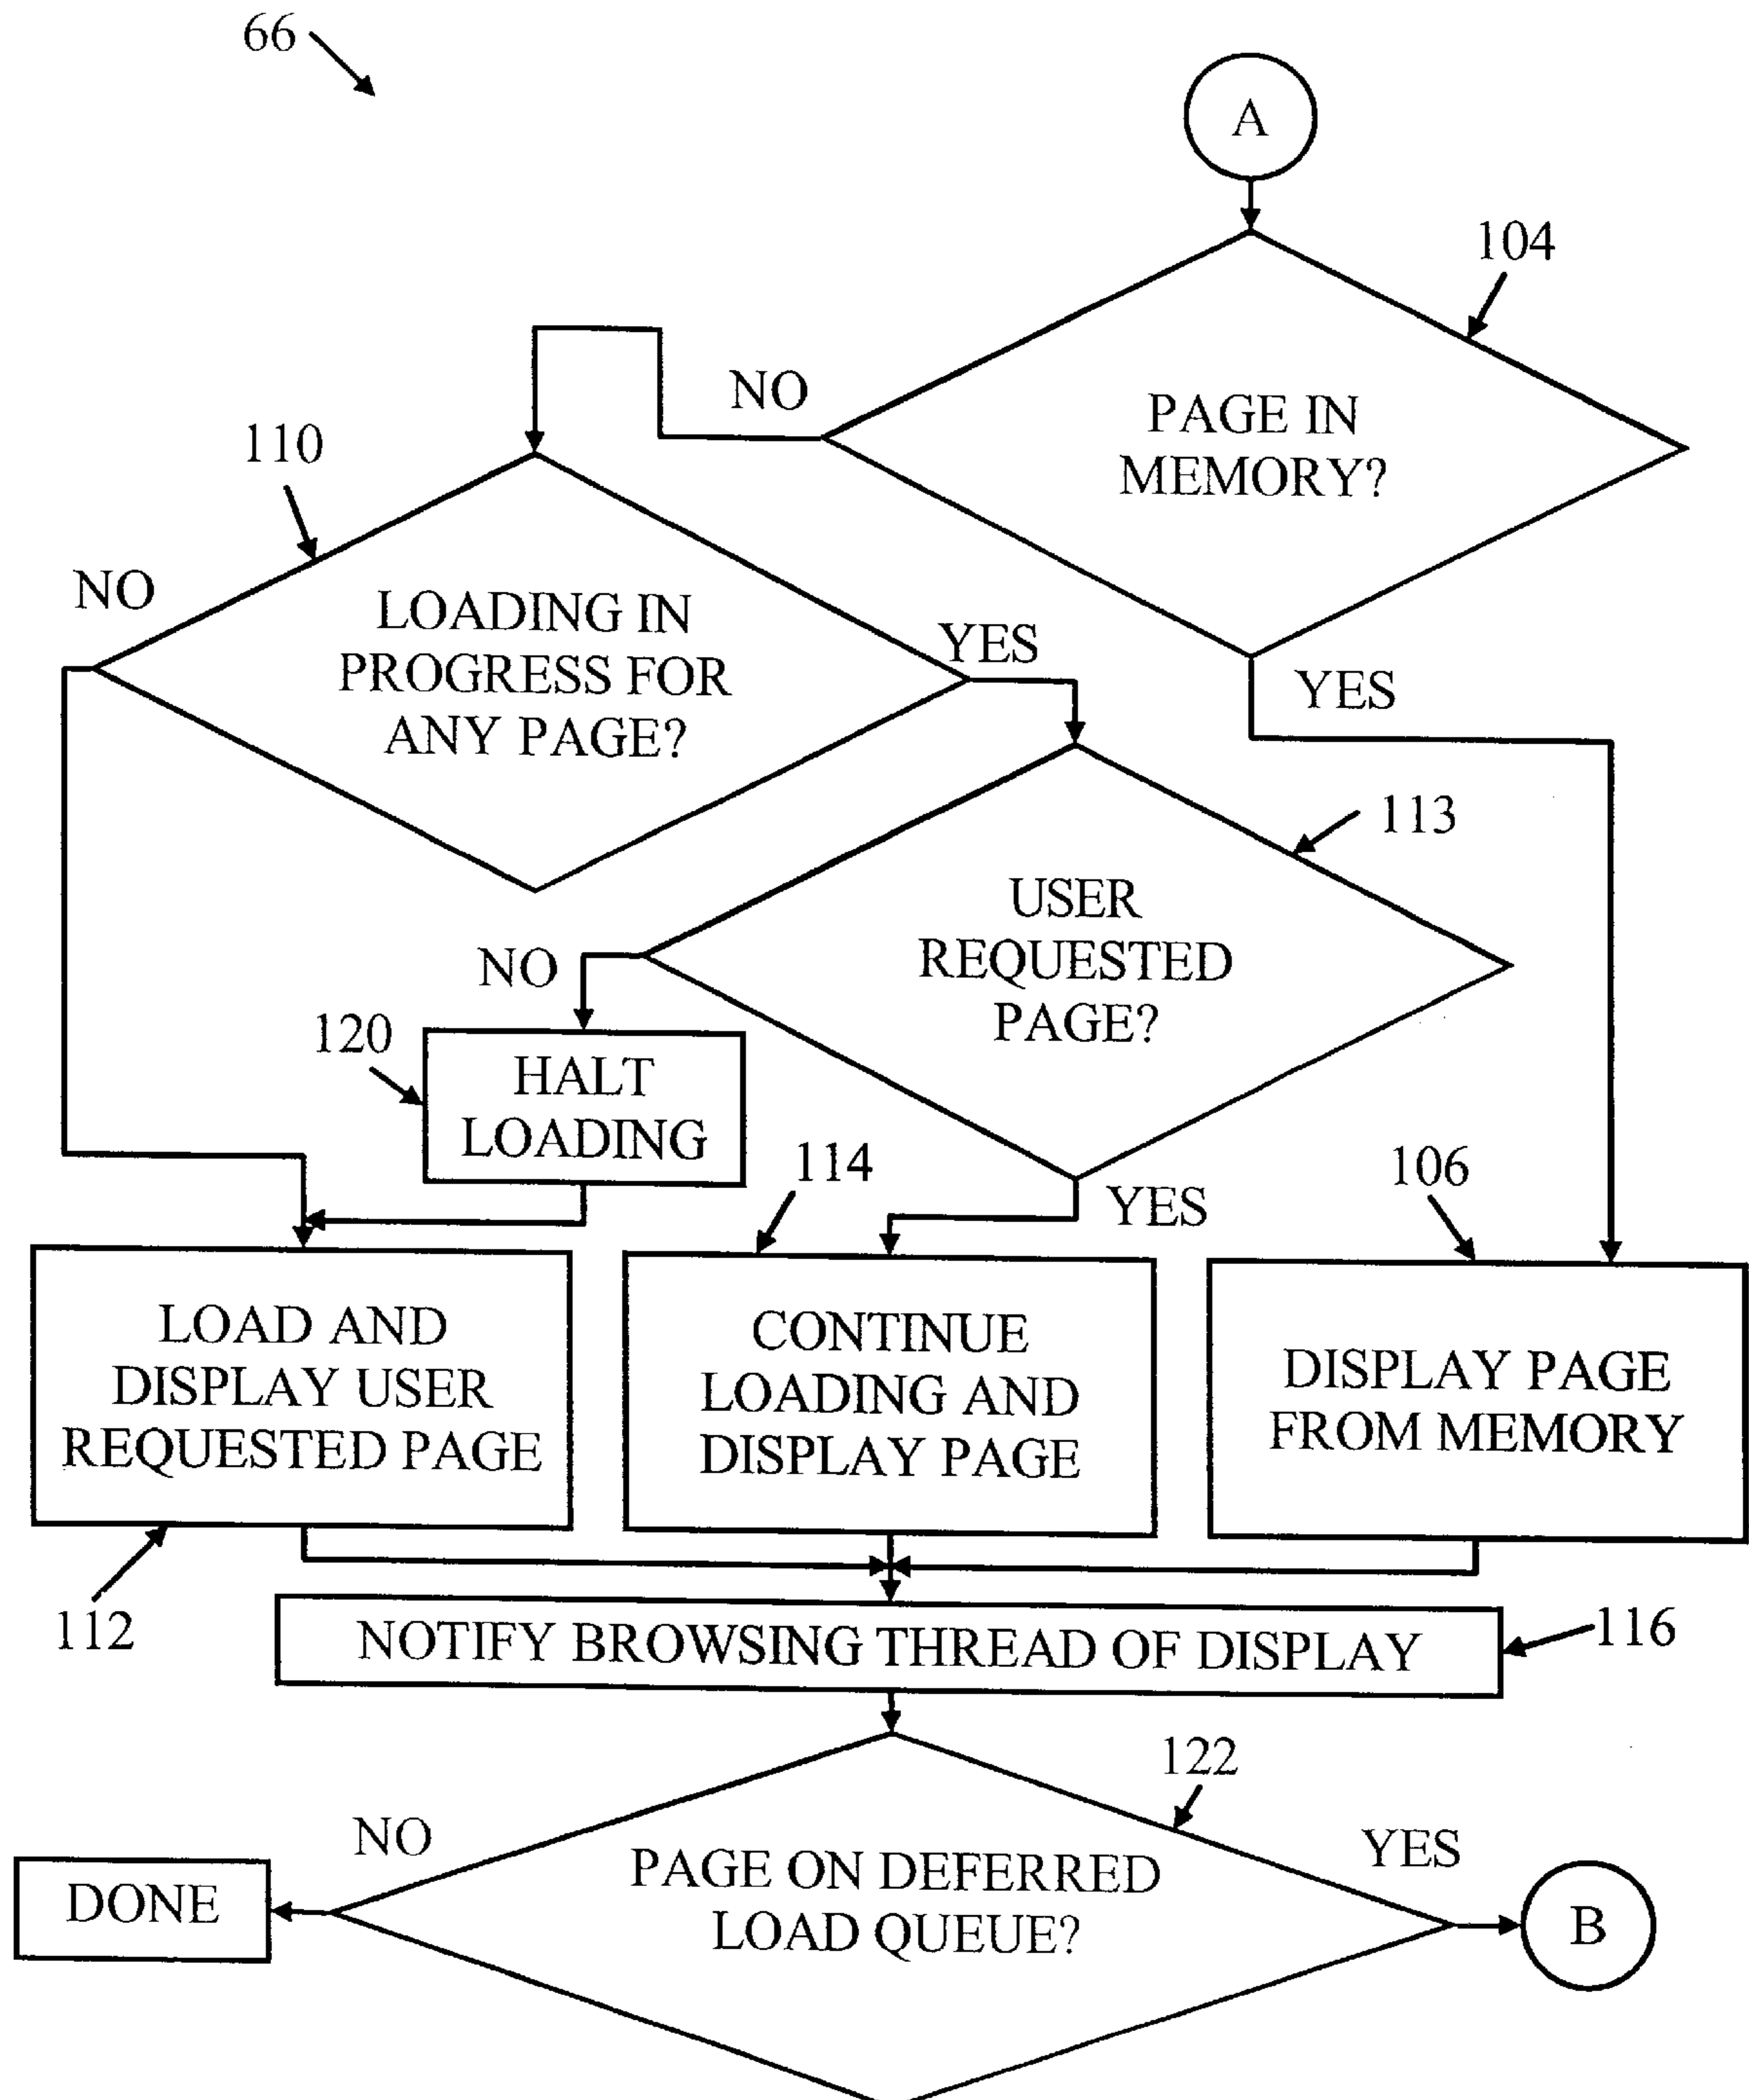 66
A
104
NO
PAGE IN
MEMORY?
110
NO
LOADING IN
PROGRESS FOR
ANY PAGE?
YES
YES
113
USER
REQUESTED
PAGE?
NO
120
HALT
LOADING
114
YES
106
LOAD AND
DISPLAY USER
REQUESTED PAGE
CONTINUE
LOADING AND
DISPLAY PAGE
DISPLAY PAGE
FROM MEMORY
112
NOTIFY BROWSING THREAD OF DISPLAY
116
122
NO
YES
PAGE ON DEFERRED
LOAD QUEUE?
DONE
B